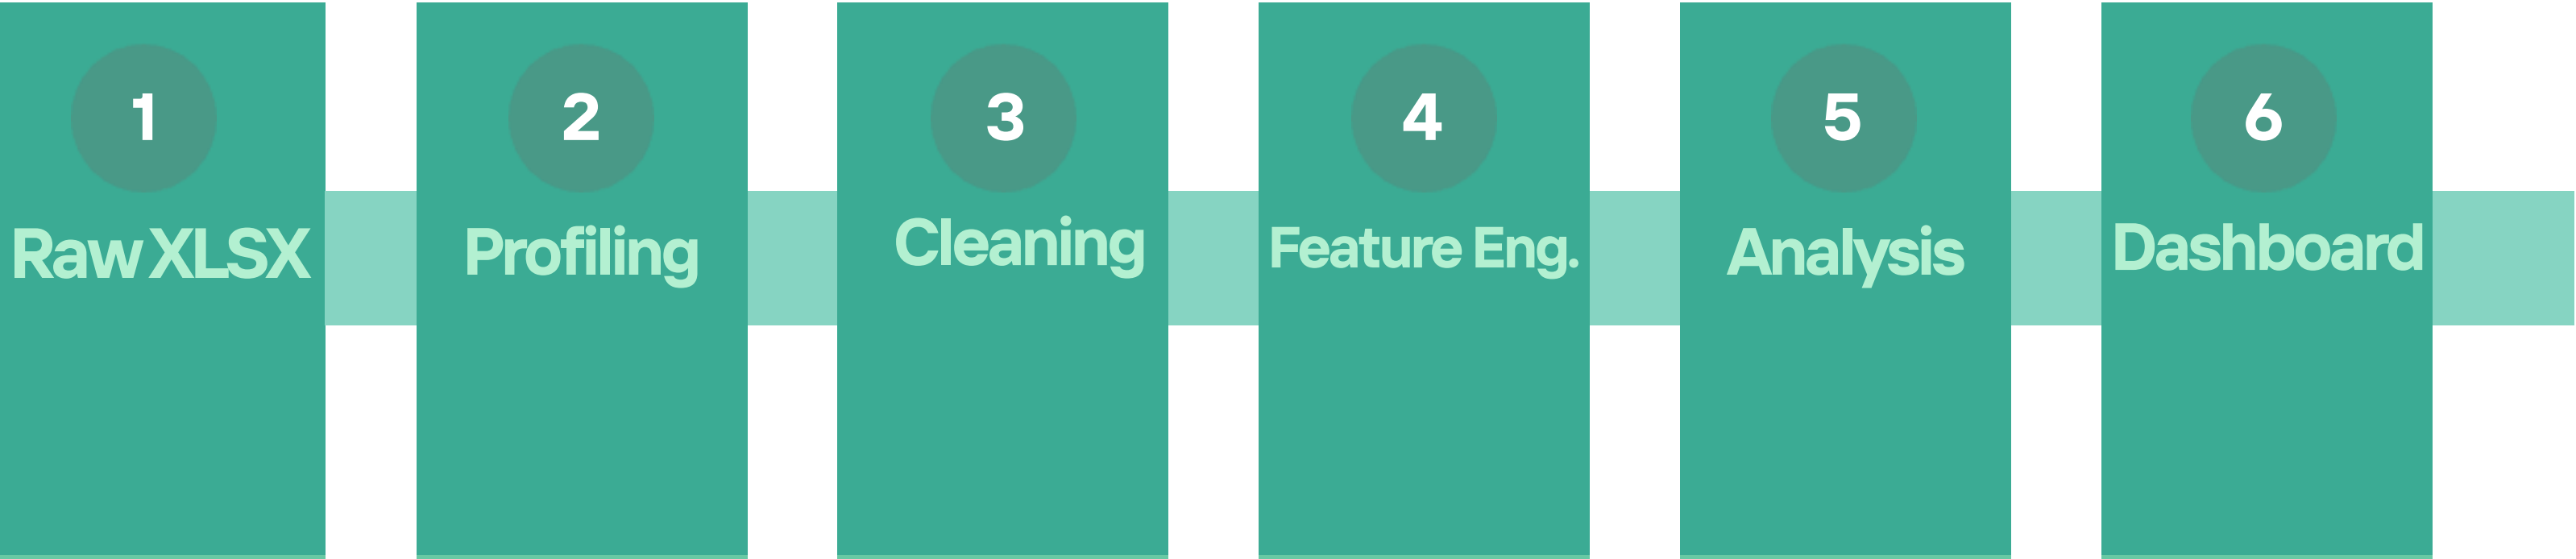 1
Raw XLSX
2
Profiling
3
Cleaning
4
Feature Eng.
5
Analysis
6
Dashboard